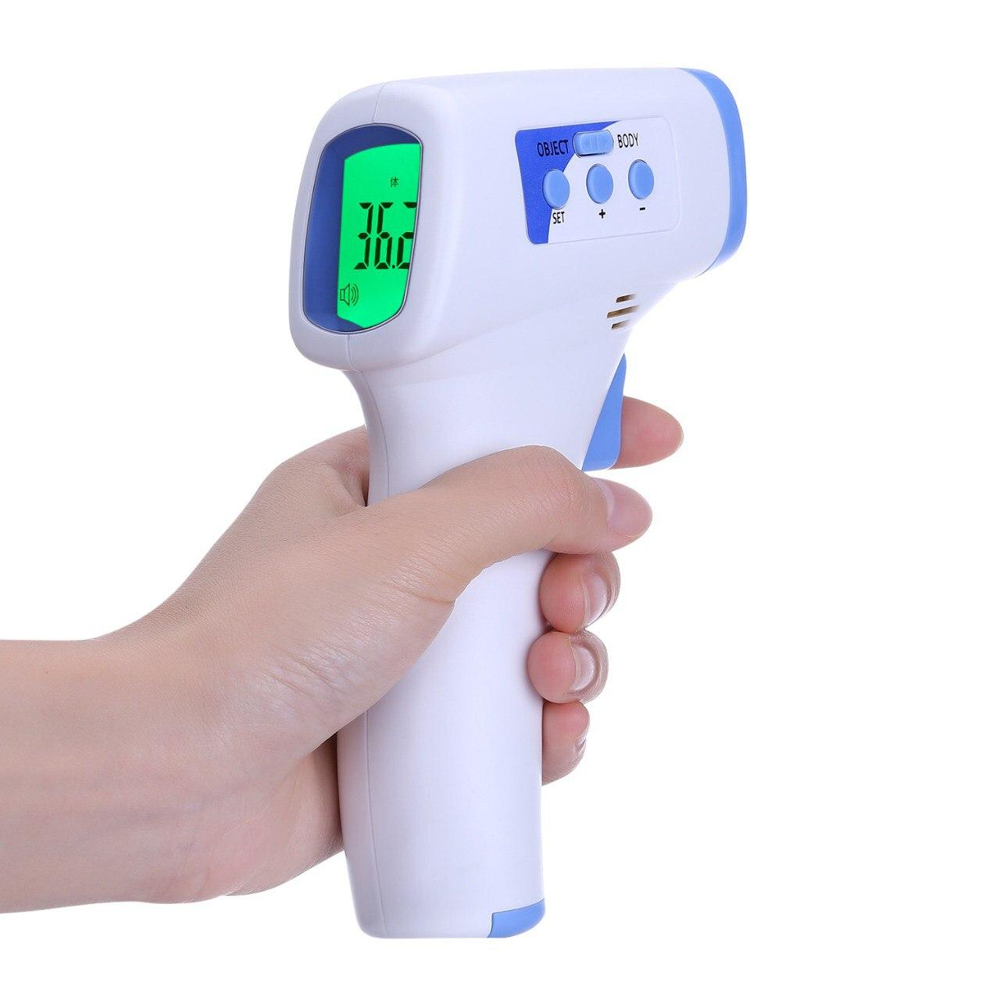 OBJECT BODY
SET + -
体
36.2